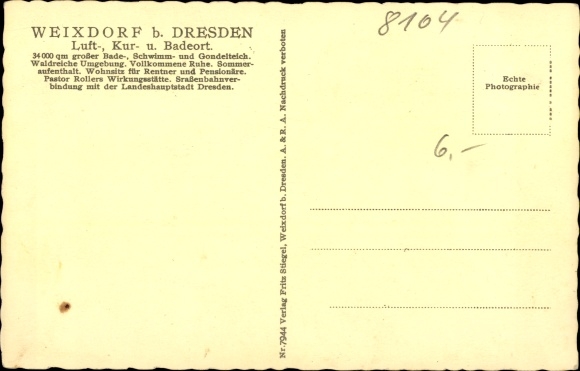 WEIXDORF b. DRESDEN
Luft-, Kur- u. Badeort.
34000 qm großer Bade-, Schwimm- und Gondelteich.
Waldreiche Umgebung. Vollkommene Ruhe. Sommer-
aufenthalt. Wohnsitz für Rentner und Pensionäre.
Pastor Rollers Wirkungsstätte. Sraßenbahnver-
bindung mit der Landeshauptstadt Dresden.
Nr. 7944 Verlag Fritz Stiegel, Weixdorf b. Dresden. A. & R. A. Nachdruck verboten
8104
Echte
Photographie
6,-